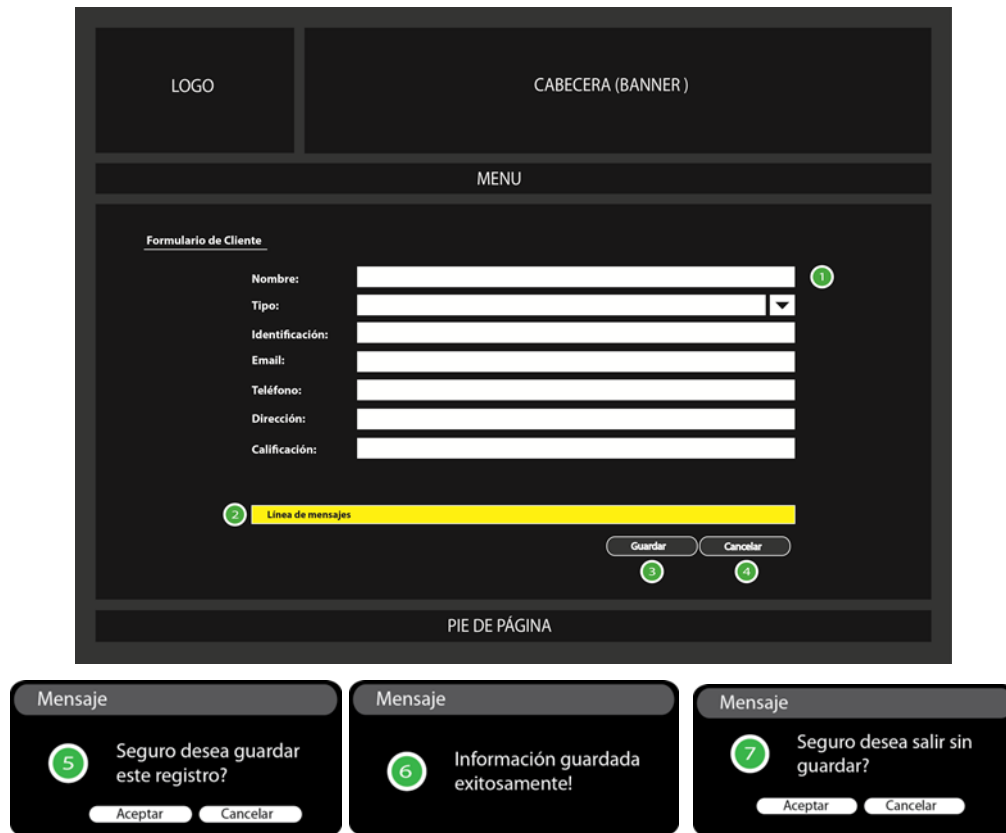 LOGO
CABECERA (BANNER )
MENU
Formulario de Cliente
Nombre:
1
Tipo:
Identificación:
Email:
Teléfono:
Dirección:
Calificación:
2
Línea de mensajes
Guardar
Cancelar
3
4
PIE DE PÁGINA
Mensaje
5
Seguro desea guardar
este registro?
Aceptar
Cancelar
Mensaje
6
Información guardada
exitosamente!
Mensaje
7
Seguro desea salir sin
guardar?
Aceptar
Cancelar